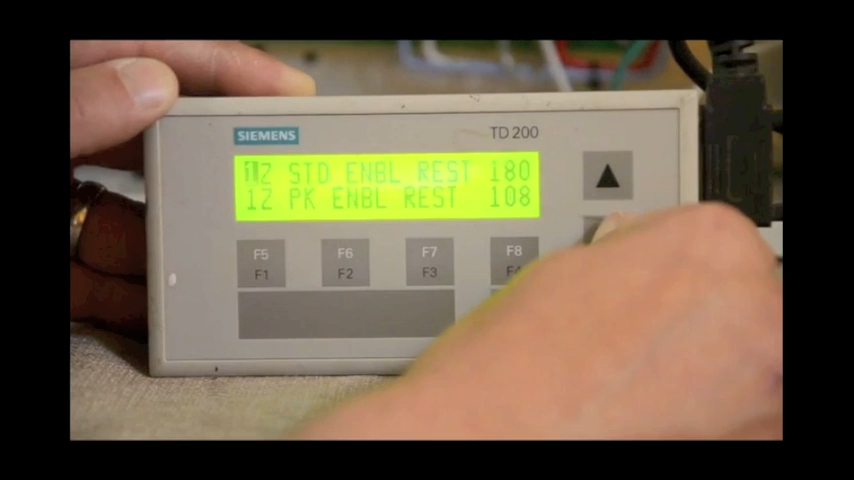 SIEMENS
TD 200
1Z STD ENBL REST 180
1Z PK ENBL REST 108
F5 F6 F7 F8
F1 F2 F3 F4